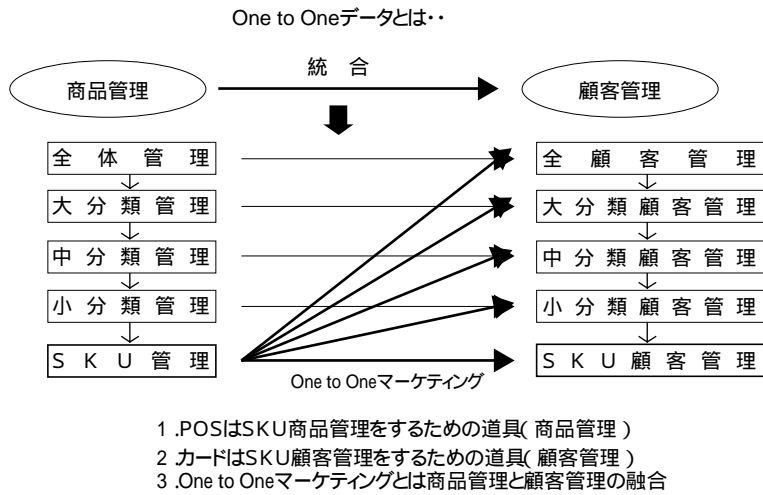 One to Oneデータとは・・
商品管理
統 合
顧客管理
全 体 管 理
全 顧 客 管 理
大 分 類 管 理
大 分 類 顧 客 管 理
中 分 類 管 理
中 分 類 顧 客 管 理
小 分 類 管 理
小 分 類 顧 客 管 理
S K U 管 理
S K U 顧 客 管 理
One to Oneマーケティング
1 .POSはSKU商品管理をするための道具( 商品管理 )
2 .カードはSKU顧客管理をするための道具( 顧客管理 )
3 .One to Oneマーケティングとは商品管理と顧客管理の融合